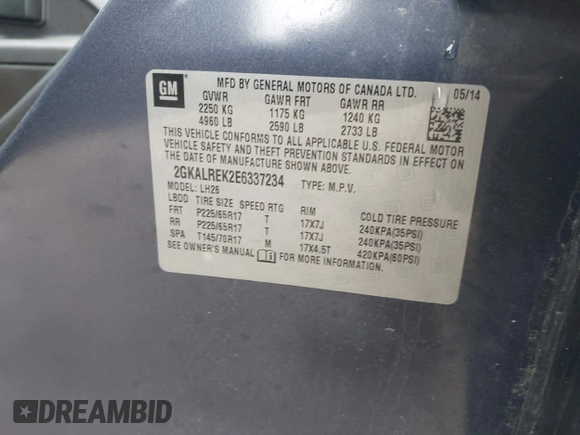 GM
MFD BY GENERAL MOTORS OF CANADA LTD. 05/14
GVWR GAWR FRT GAWR RR
2250 KG 1175 KG 1240 KG
4960 LB 2590 LB 2733 LB
THIS VEHICLE CONFORMS TO ALL APPLICABLE U.S. FEDERAL MOTOR
VEHICLE SAFETY AND THEFT PREVENTION STANDARDS IN EFFECT ON
THE DATE OF MANUFACTURE SHOWN ABOVE.
2GKALREK2E6337234 TYPE: M.P.V.
MODEL: LH26
LBDD TIRE SIZE SPEED RTG RIM COLD TIRE PRESSURE
FRT P225/65R17 T 17X7J 240KPA(35PSI)
RR P225/65R17 T 17X7J 240KPA(35PSI)
SPA T145/70R17 M 17X4.5T 420KPA(60PSI)
SEE OWNER'S MANUAL FOR MORE INFORMATION.
DREAMBID